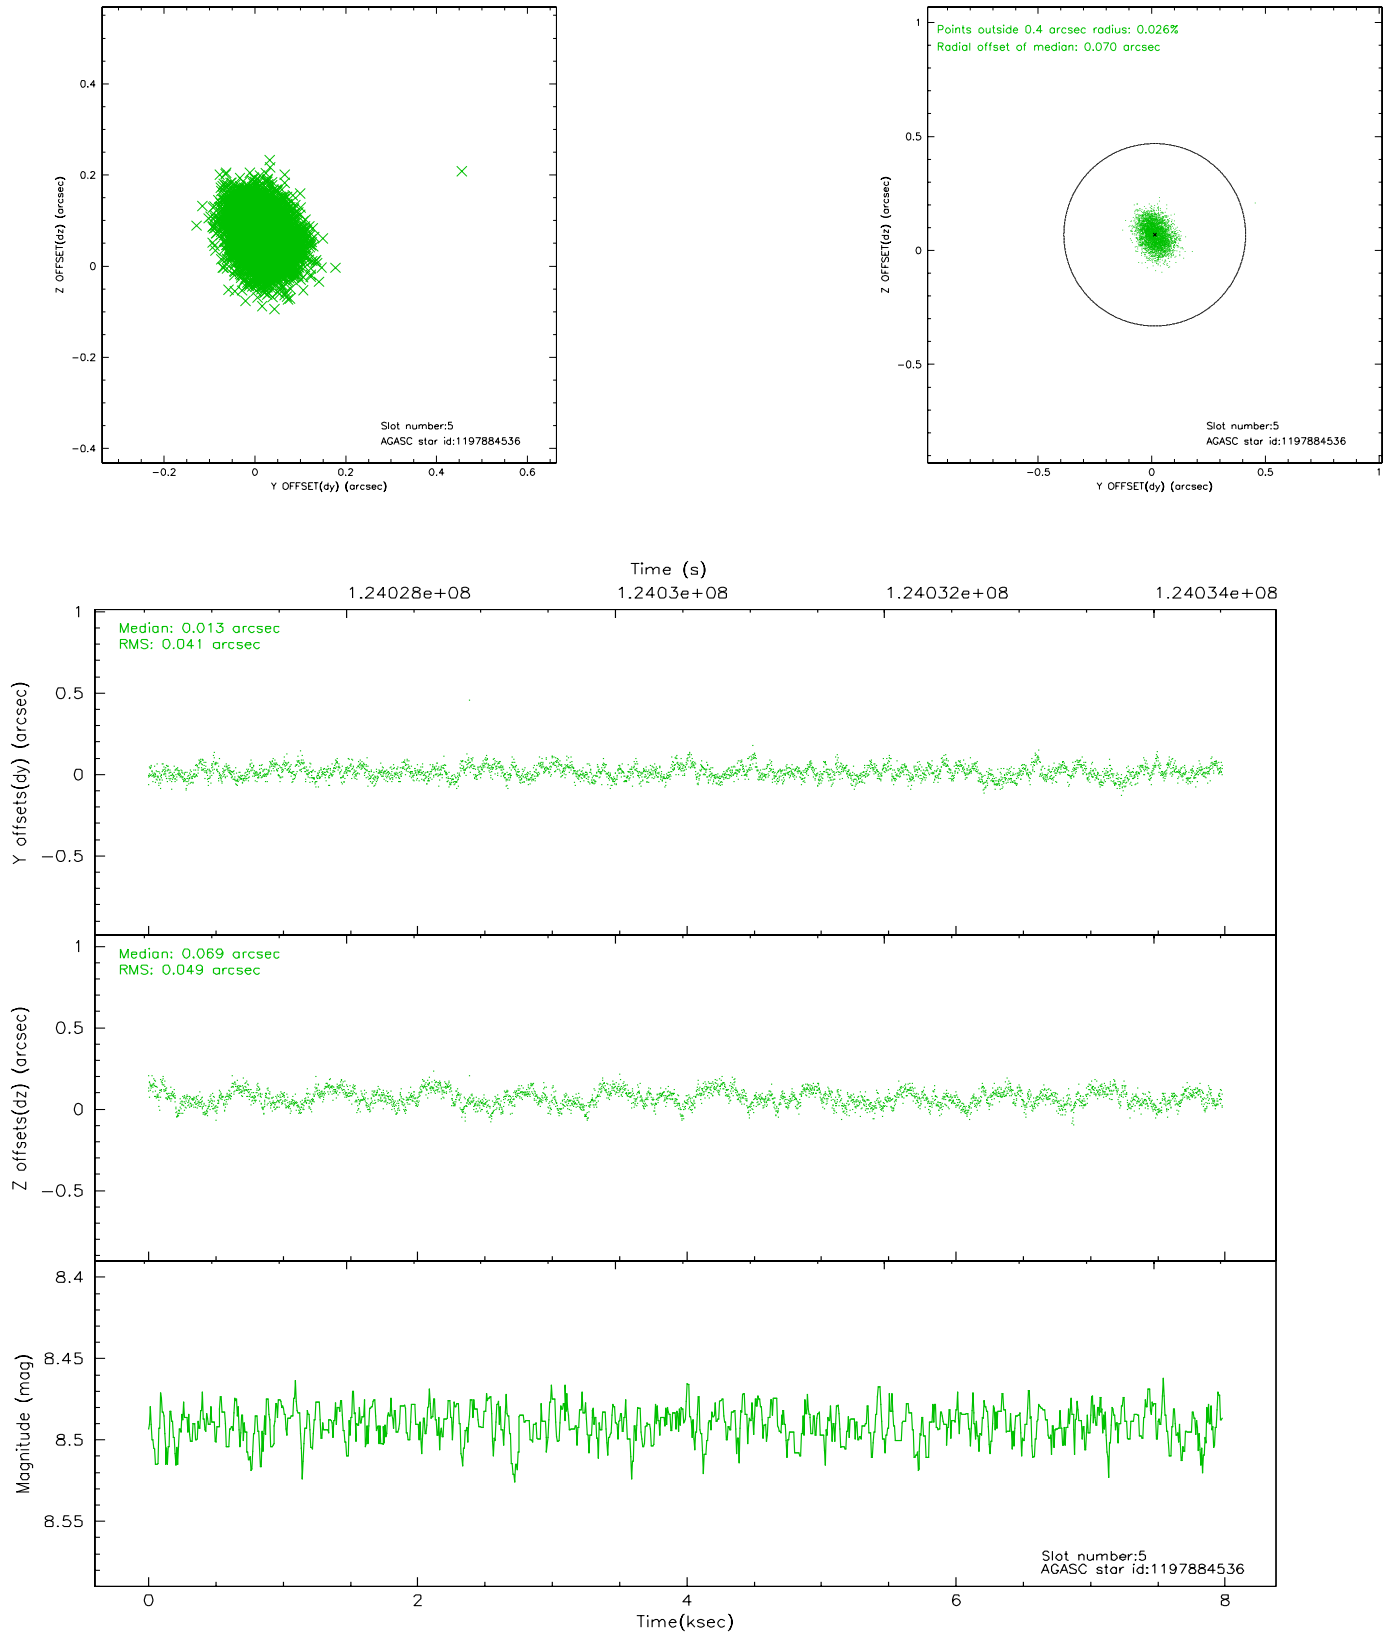 0.4
0.2
0
−0.2
−0.4
Z OFFSET(dz) (arcsec)
Slot number:5
AGASC star id:1197884536
−0.2 0 0.2 0.4 0.6
Y OFFSET(dy) (arcsec)
Points outside 0.4 arcsec radius: 0.026%
Radial offset of median: 0.070 arcsec
1
0.5
0
−0.5
Z OFFSET(dz) (arcsec)
Slot number:5
AGASC star id:1197884536
−0.5 0 0.5 1
Y OFFSET(dy) (arcsec)
Time (s)
1.24028e+08 1.2403e+08 1.24032e+08 1.24034e+08
Median: 0.013 arcsec
RMS: 0.041 arcsec
1
0.5
0
−0.5
Y offsets(dy) (arcsec)
Median: 0.069 arcsec
RMS: 0.049 arcsec
1
0.5
0
−0.5
Z offsets(dz) (arcsec)
8.4
8.45
8.5
8.55
Magnitude (mag)
Slot number:5
AGASC star id:1197884536
0 2 4 6 8
Time(ksec)